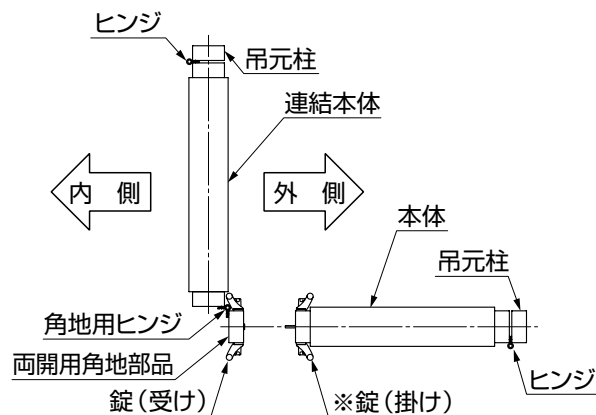 ヒンジ
吊元柱
連結本体
内 側
外 側
本体
吊元柱
角地用ヒンジ
両開用角地部品
ヒンジ
錠(受け)
※錠(掛け)